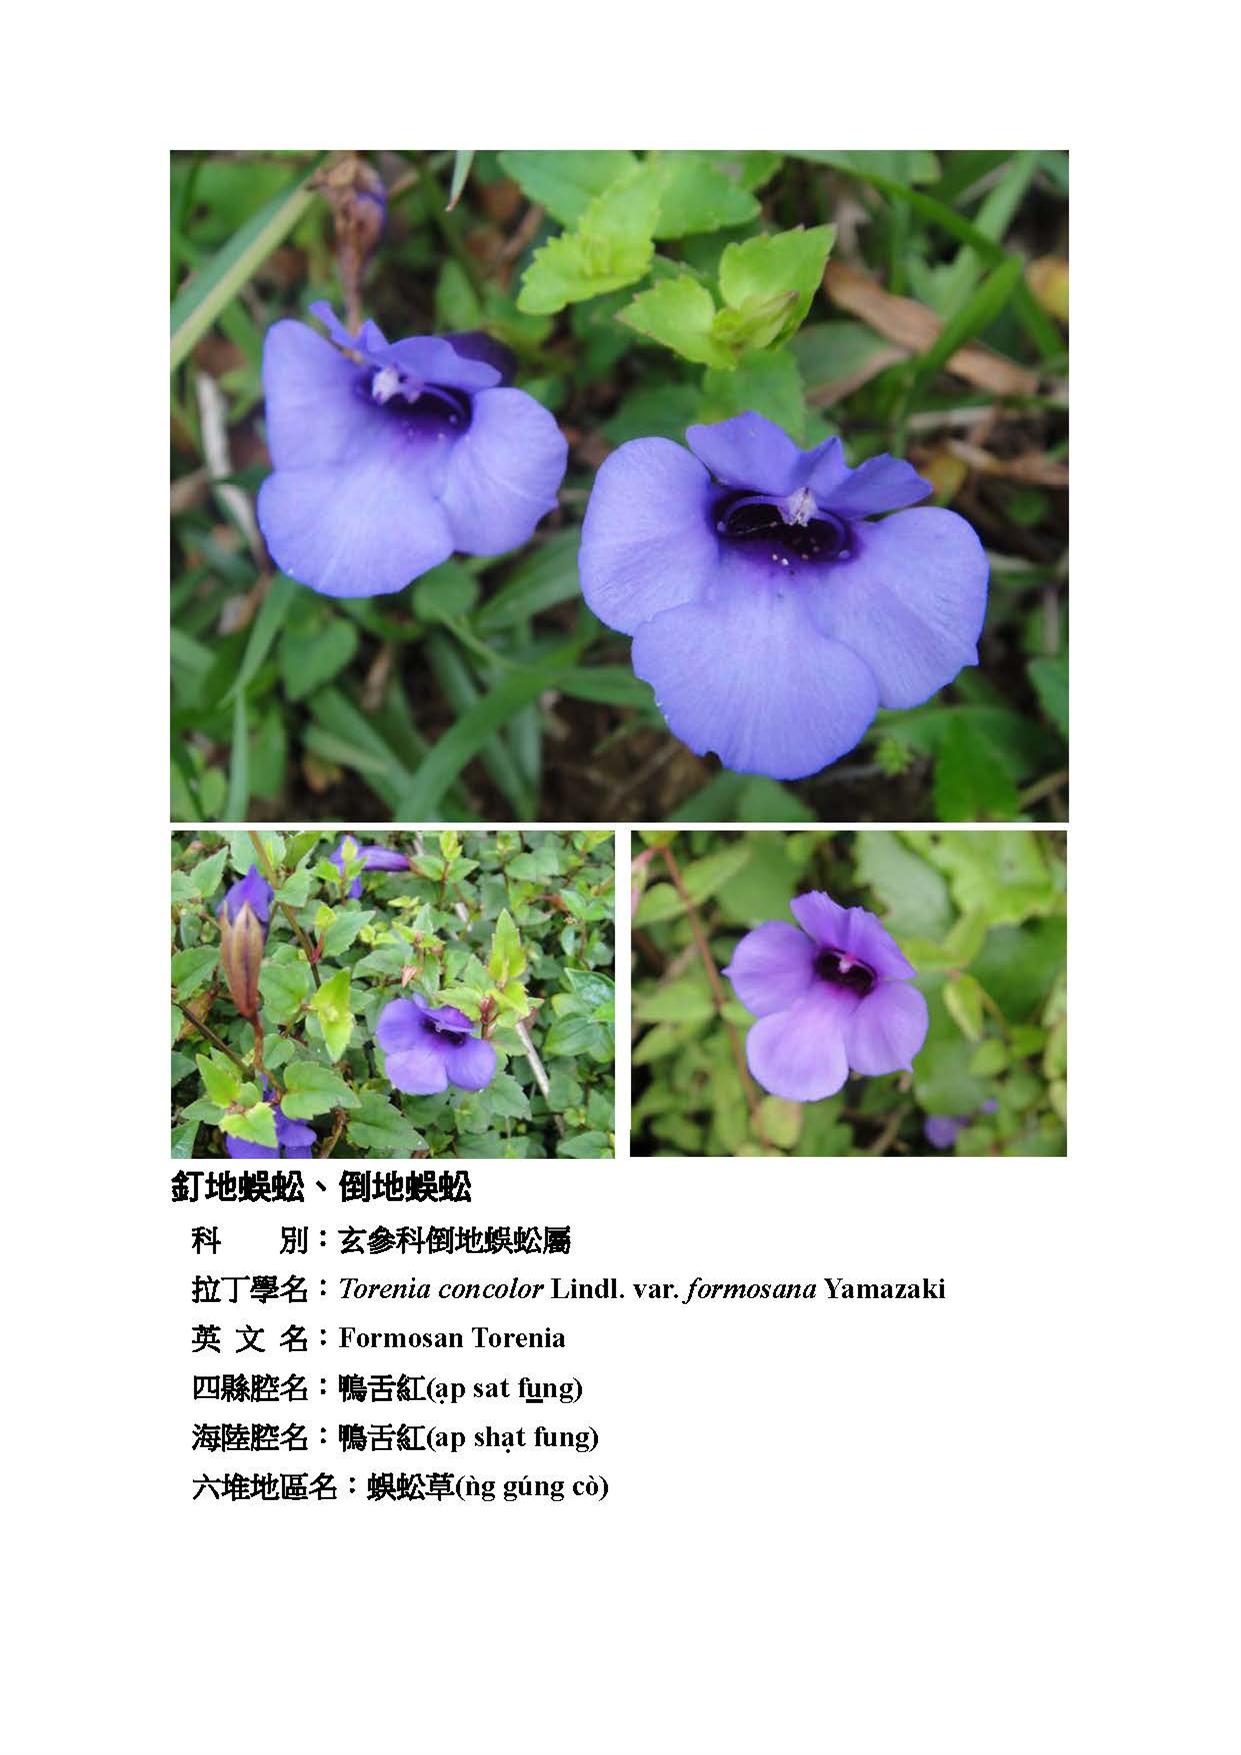 釘地蜈蚣、倒地蜈蚣
科　　別：玄參科倒地蜈蚣屬
拉丁學名：Torenia concolor Lindl. var. formosana Yamazaki
英 文 名：Formosan Torenia
四縣腔名：鴨舌紅(ạp sat fu̲ng)
海陸腔名：鴨舌紅(ap shạt fung)
六堆地區名：蜈蚣草(ǹg gúng cò)